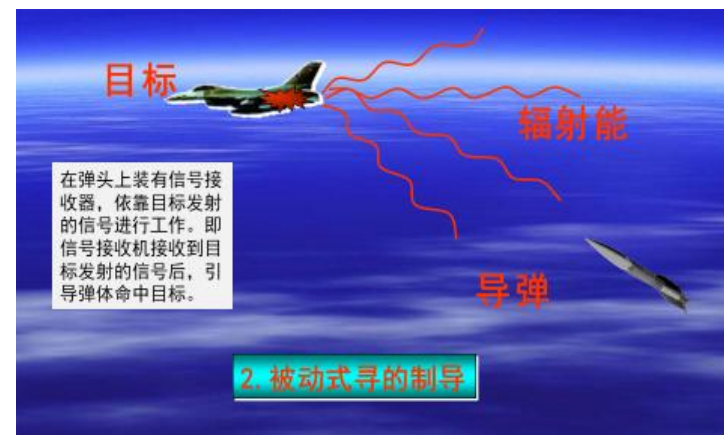 目标
辐射能
在弹头上装有信号接
收器，依靠目标发射
的信号进行工作。即
信号接收机接收到目
标发射的信号后，引
导弹体命中目标。
导弹
2.被动式寻的制导